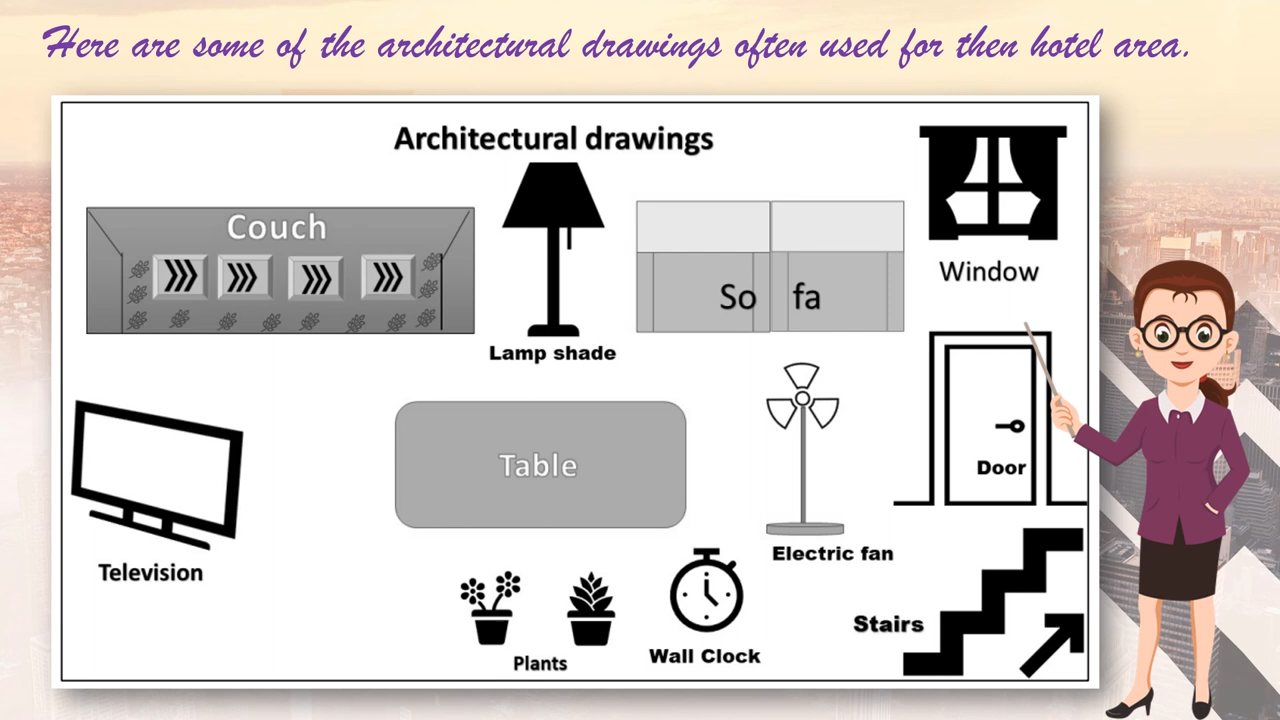 Here are some of the architectural drawings often used for then hotel area.
Architectural drawings
Couch
Lamp shade
So fa
Window
Television
Table
Electric fan
Door
Plants
Wall Clock
Stairs